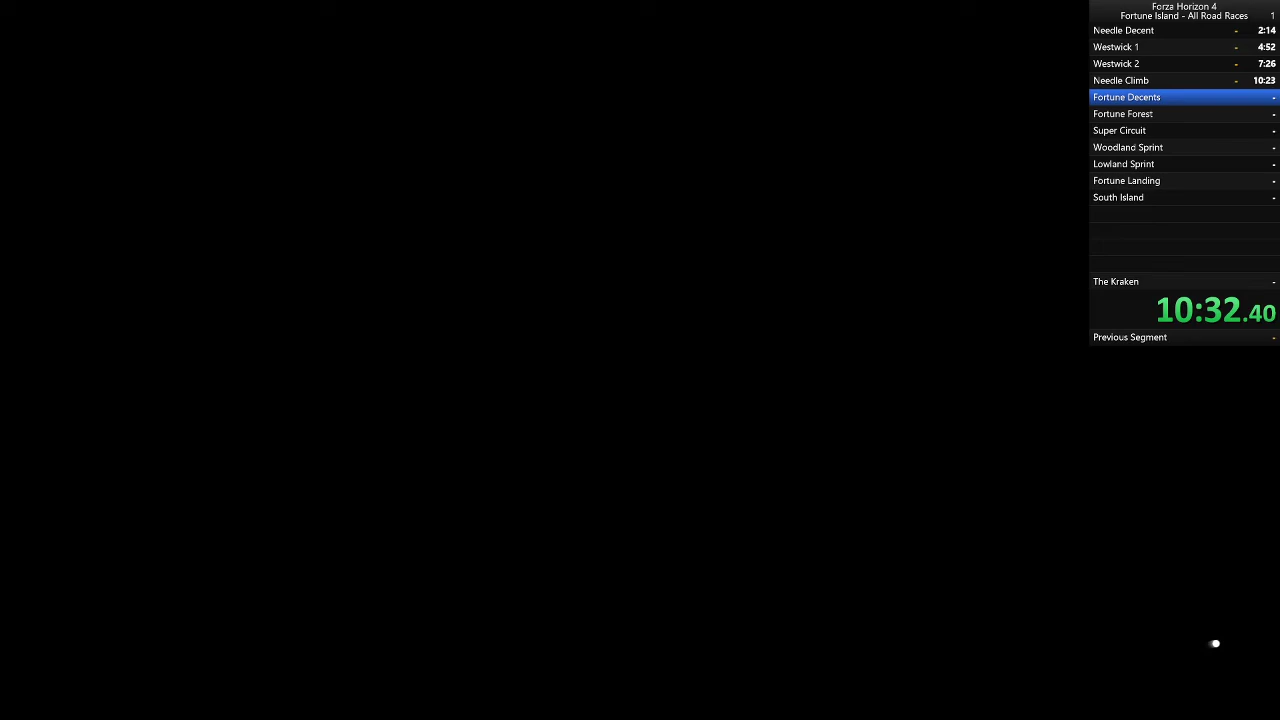 Forza Horizon 4
Fortune Island - All Road Races 1
Needle Decent - 2:14
Westwick 1 - 4:52
Westwick 2 - 7:26
Needle Climb - 10:23
Fortune Decents -
Fortune Forest -
Super Circuit -
Woodland Sprint -
Lowland Sprint -
Fortune Landing -
South Island -
The Kraken -
10:32.40
Previous Segment -